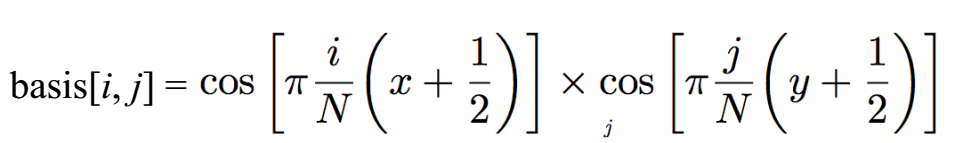 basis[i, j] = cos [π i/N (x + 1/2)] × cos [π j/N (y + 1/2)]
j